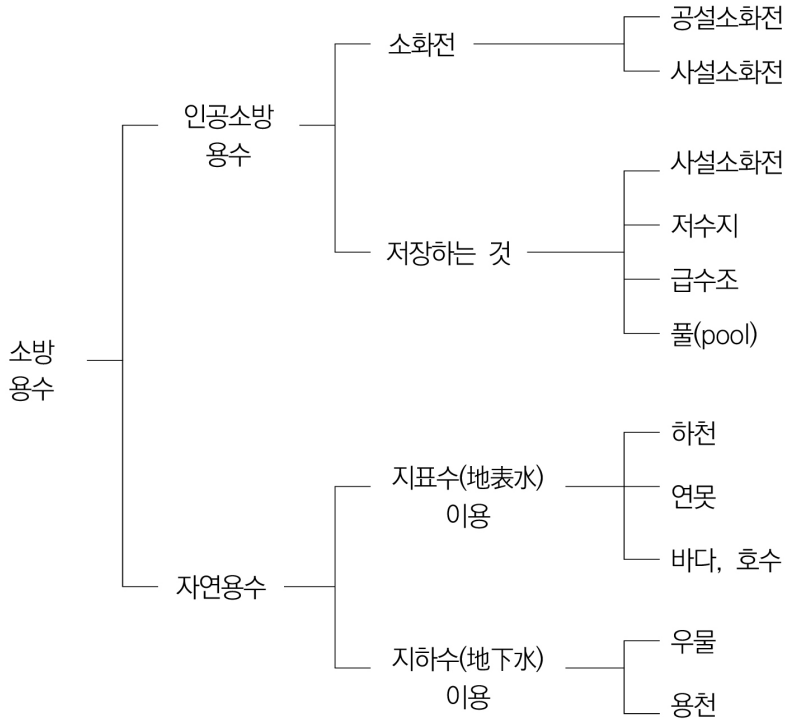 소방
용수
인공소방
용수
소화전
공설소화전
사설소화전
저장하는 것
사설소화전
저수지
급수조
풀(pool)
자연용수
지표수(地表水)
이용
하천
연못
바다, 호수
지하수(地下水)
이용
우물
용천